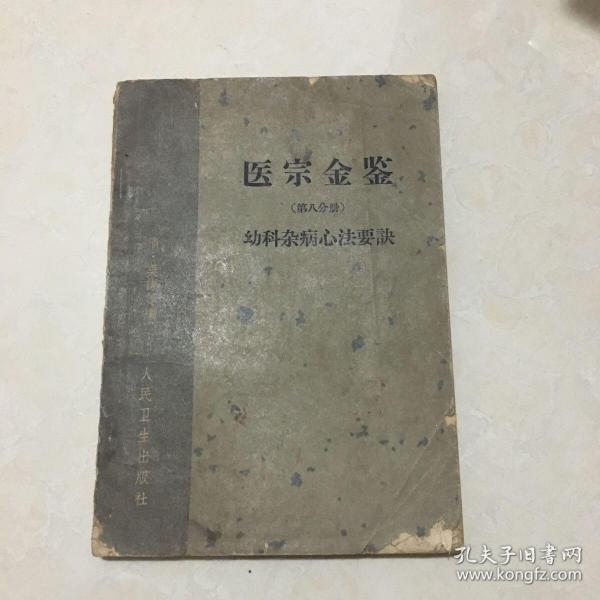 医宗金鉴
（第八分册）
幼科杂病心法要訣
人民卫生出版社
孔夫子旧书网
www.kongfz.com